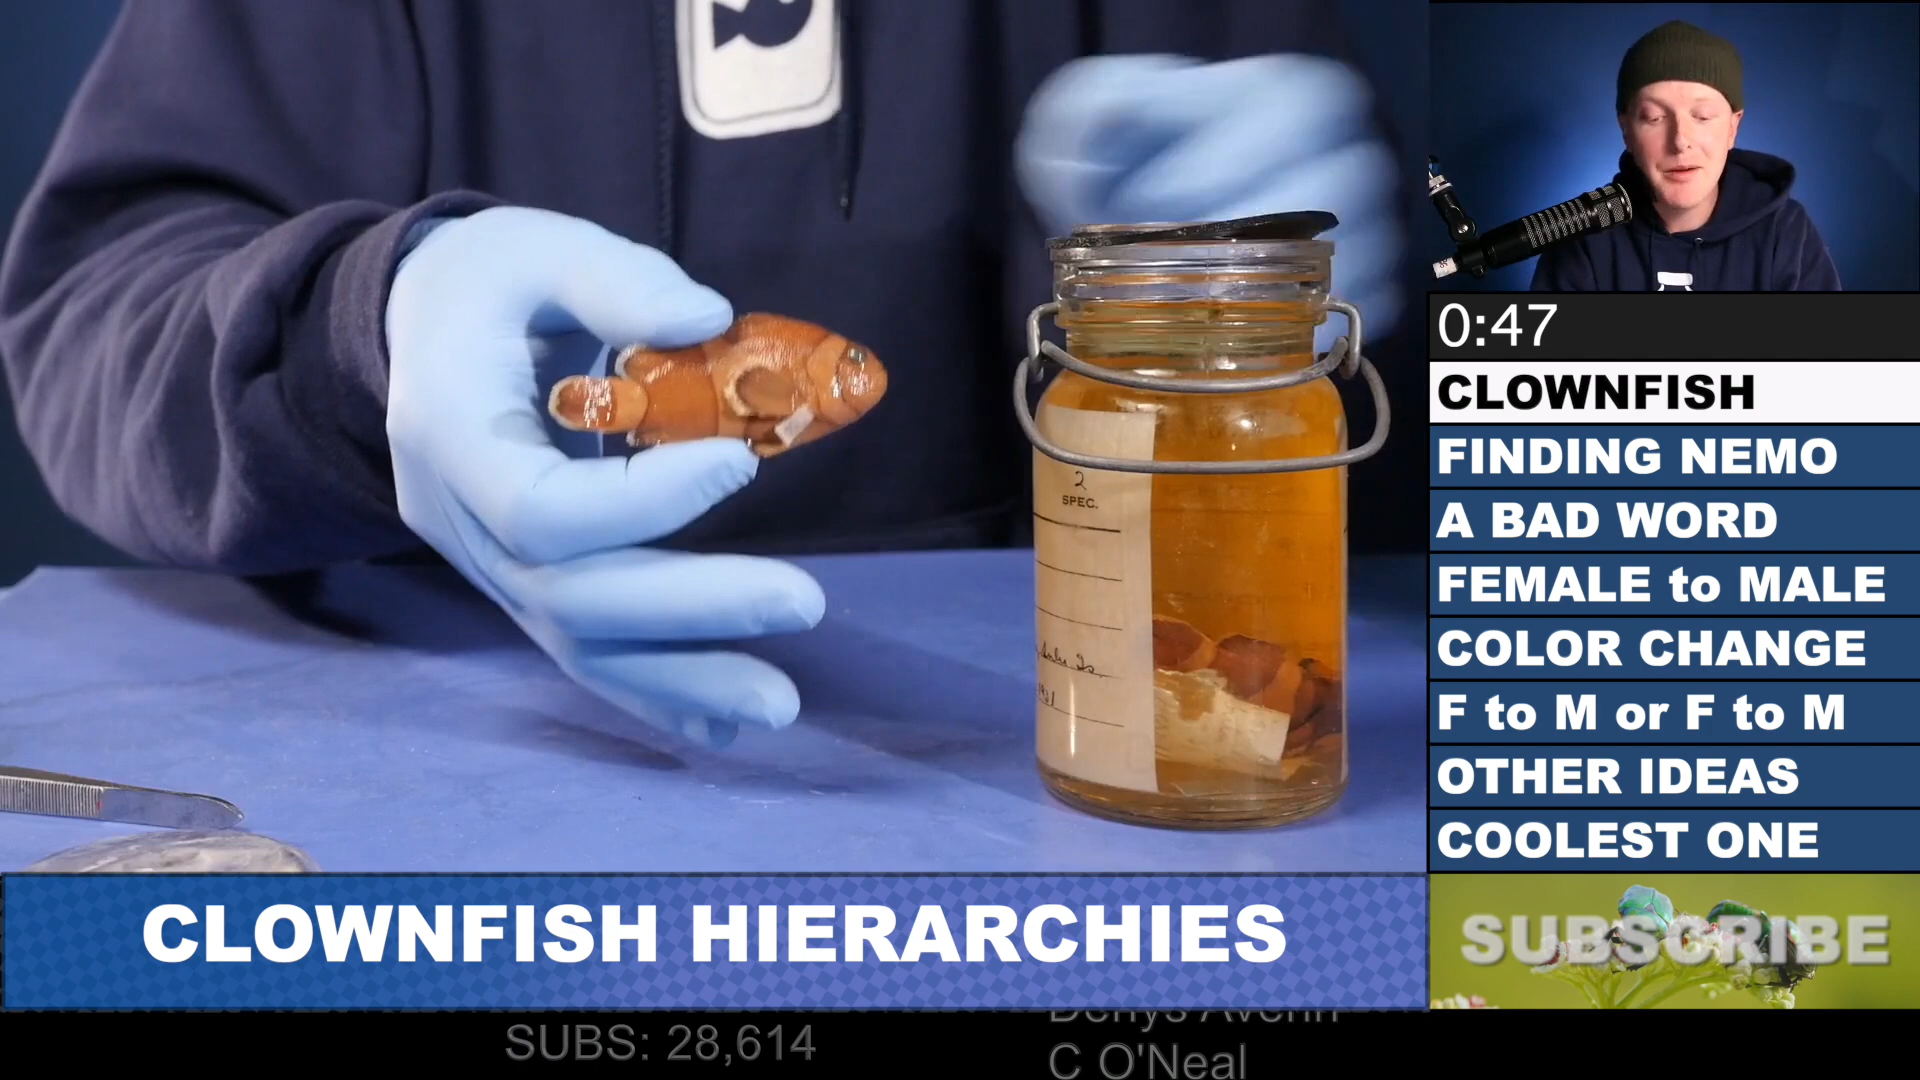 2
SPEC.
0:47
CLOWNFISH
FINDING NEMO
A BAD WORD
FEMALE to MALE
COLOR CHANGE
F to M or F to M
OTHER IDEAS
COOLEST ONE
SUBSCRIBE
CLOWNFISH HIERARCHIES
SUBS: 28,614
C O'Neal